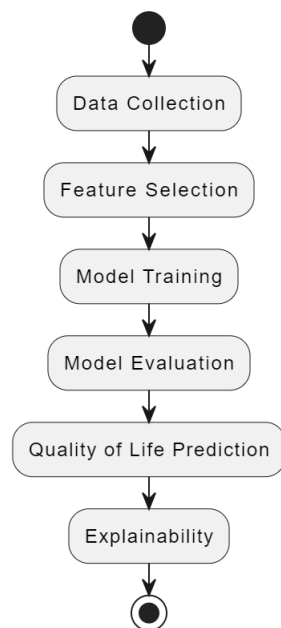 Data Collection
Feature Selection
Model Training
Model Evaluation
Quality of Life Prediction
Explainability